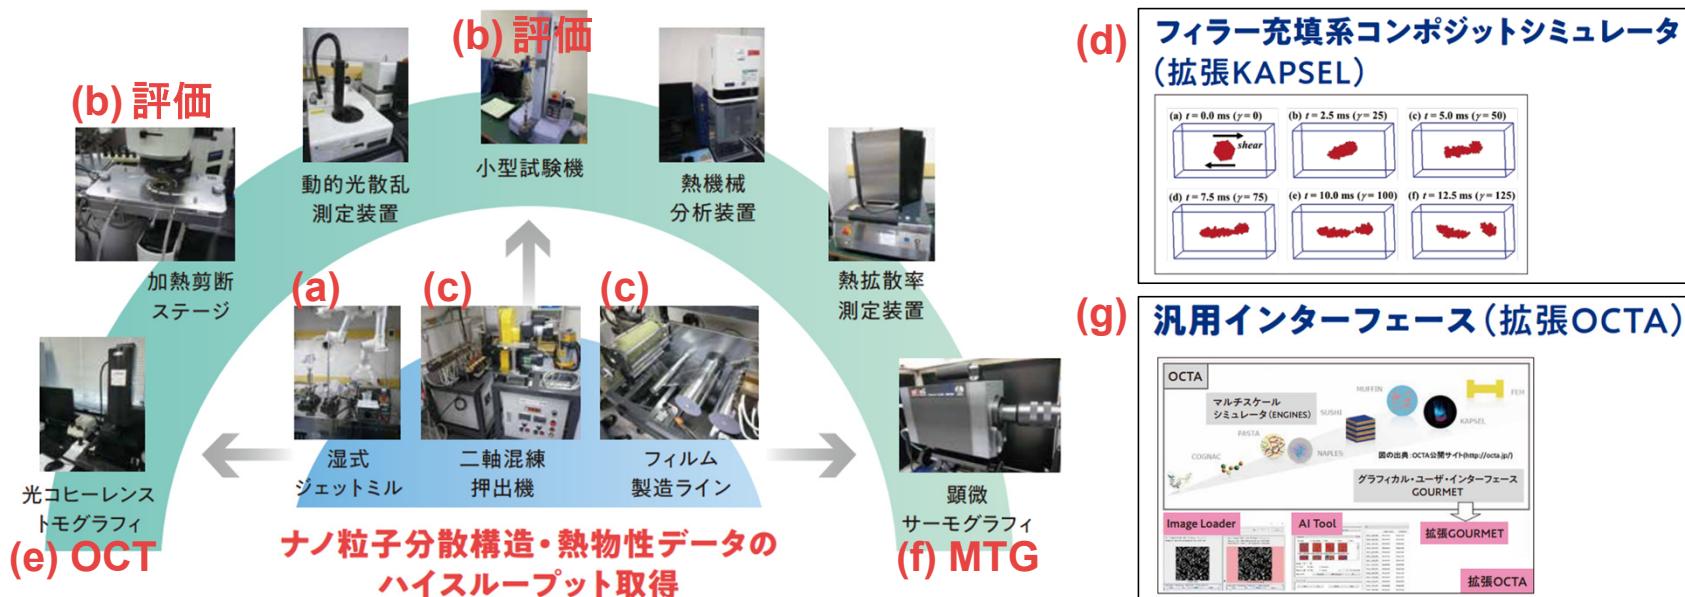 (b) 評価
(b) 評価
動的光散乱
測定装置
小型試験機
熱機械
分析装置
加熱剪断
ステージ
熱拡散率
測定装置
(a)
(c)
(c)
湿式
ジェットミル
二軸混練
押出機
フィルム
製造ライン
光コヒーレンス
トモグラフィ
(e) OCT
顕微
サーモグラフィ
(f) MTG
ナノ粒子分散構造・熱物性データの
ハイスループット取得
(d)
フィラー充填系コンポジットシミュレータ
(拡張KAPSEL)
(a) t = 0.0 ms (γ = 0)
(b) t = 2.5 ms (γ = 25)
(c) t = 5.0 ms (γ = 50)
shear
(d) t = 7.5 ms (γ = 75)
(e) t = 10.0 ms (γ = 100)
(f) t = 12.5 ms (γ = 125)
(g)
汎用インターフェース(拡張OCTA)
OCTA
マルチスケール
シミュレータ(ENGINES)
COGNAC
PASTA
NAPLES
SUSHI
MUFFIN
KAPSEL
FEM
図の出典:OCTA公開サイト(http://octa.jp/)
グラフィカル・ユーザ・インターフェース
GOURMET
Image Loader
AI Tool
拡張GOURMET
拡張OCTA